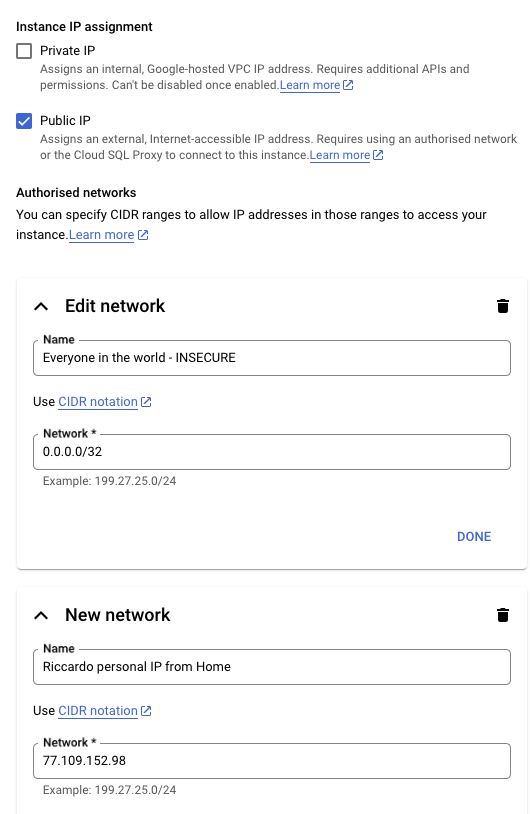 Instance IP assignment
Private IP
Assigns an internal, Google-hosted VPC IP address. Requires additional APIs and
permissions. Can't be disabled once enabled.Learn more
Public IP
Assigns an external, Internet-accessible IP address. Requires using an authorised network
or the Cloud SQL Proxy to connect to this instance.Learn more
Authorised networks
You can specify CIDR ranges to allow IP addresses in those ranges to access your
instance.Learn more
Edit network
Name
Everyone in the world - INSECURE
Use CIDR notation
Network *
0.0.0.0/32
Example: 199.27.25.0/24
DONE
New network
Name
Riccardo personal IP from Home
Use CIDR notation
Network *
77.109.152.98
Example: 199.27.25.0/24